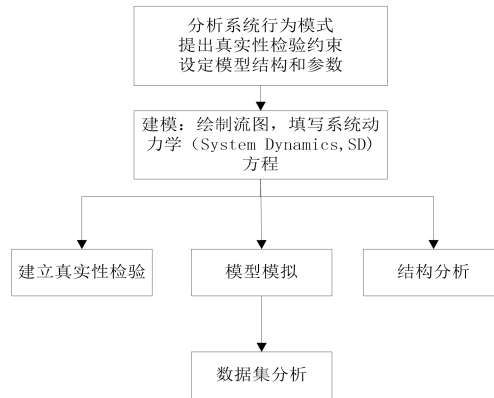 分析系统行为模式
提出真实性检验约束
设定模型结构和参数
建模：绘制流图，填写系统动
力学（System Dynamics,SD)
方程
建立真实性检验
模型模拟
结构分析
数据集分析